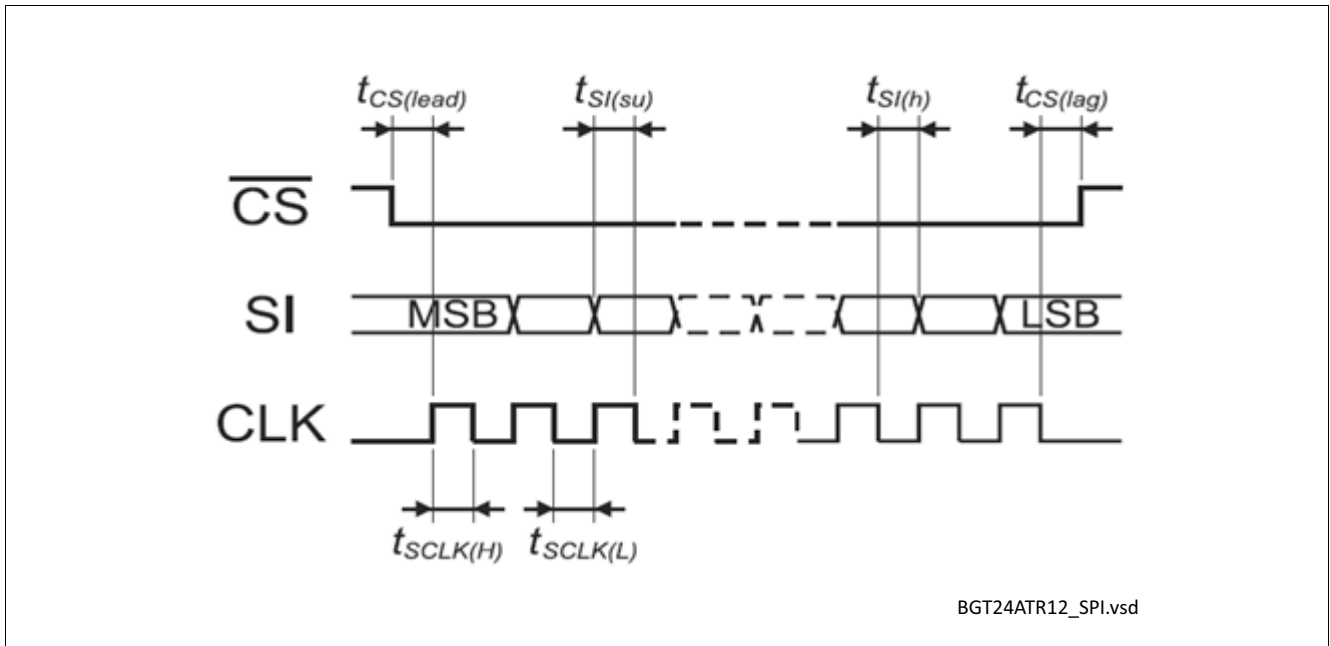 tCS(lead) tSI(su) tSI(h) tCS(lag)
CS
SI MSB LSB
CLK
tSCLK(H) tSCLK(L)
BGT24ATR12_SPI.vsd